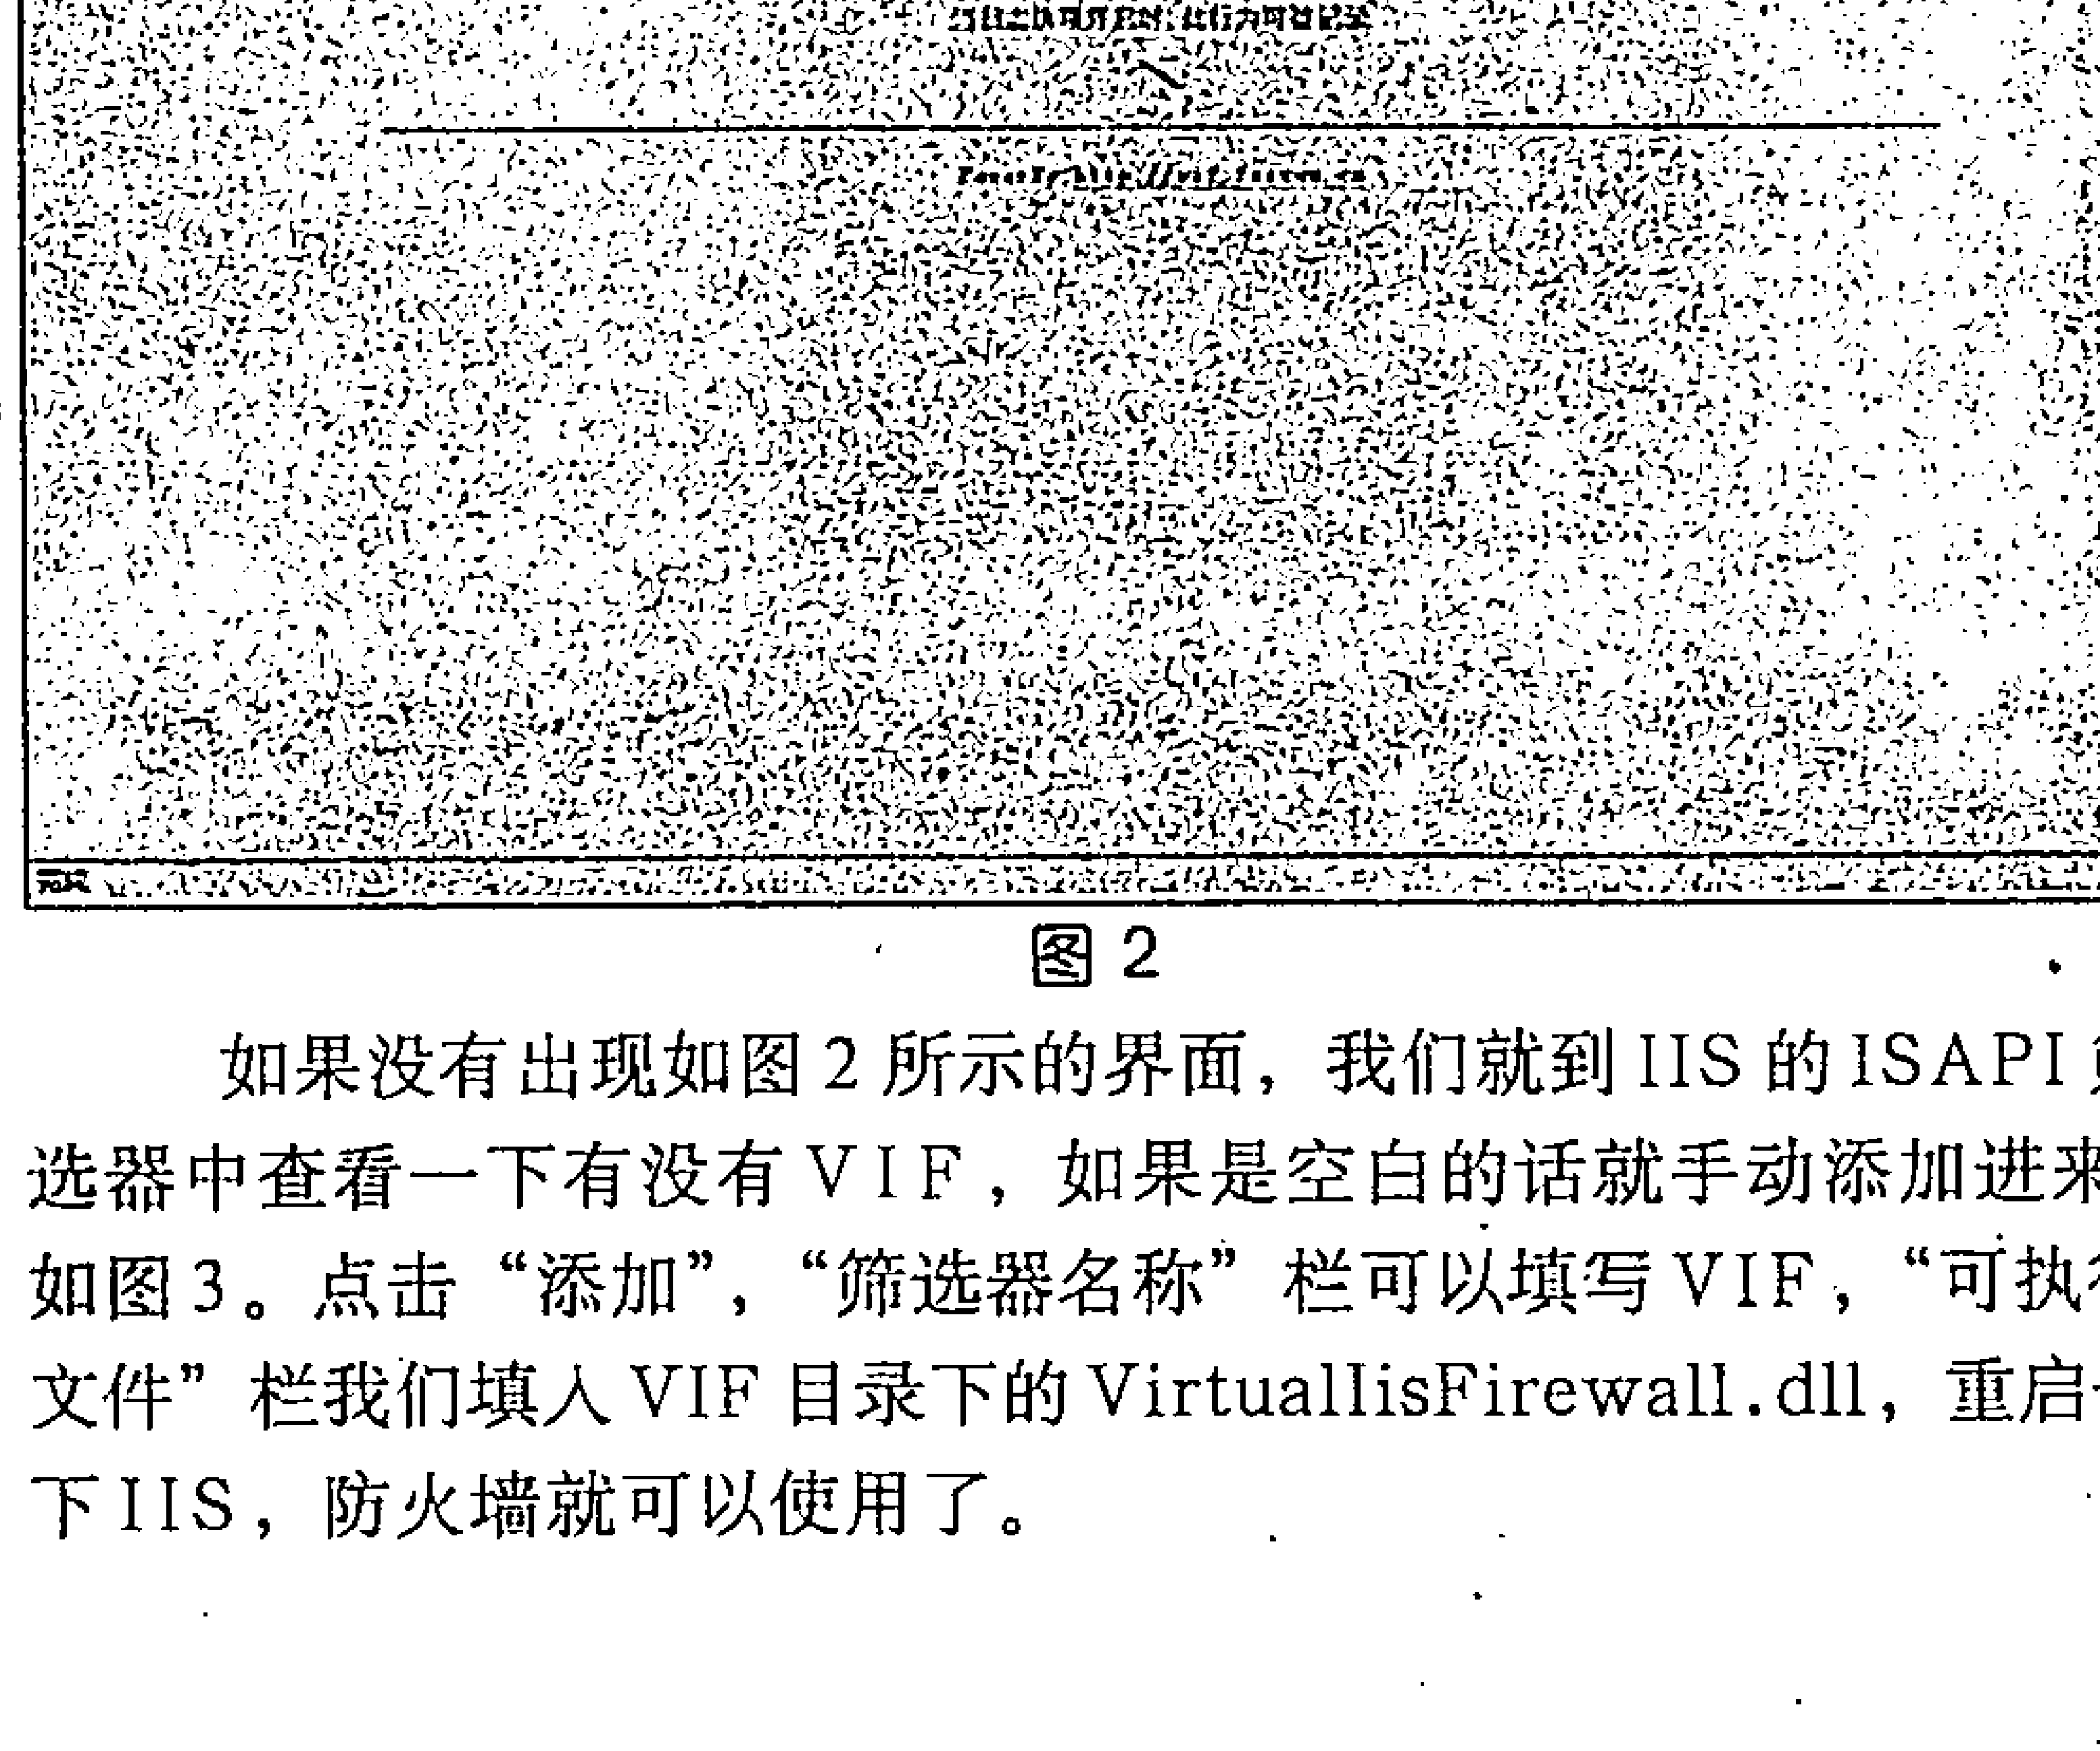 图 2
如果没有出现如图 2 所示的界面，我们就到 IIS 的 ISAPI
选器中查看一下有没有 VIF，如果是空白的话就手动添加进来
如图 3。点击“添加”，“筛选器名称”栏可以填写 VIF，“可执行
文件”栏我们填入 VIF 目录下的 VirtualIisFirewall.dll，重启
下 IIS，防火墙就可以使用了。